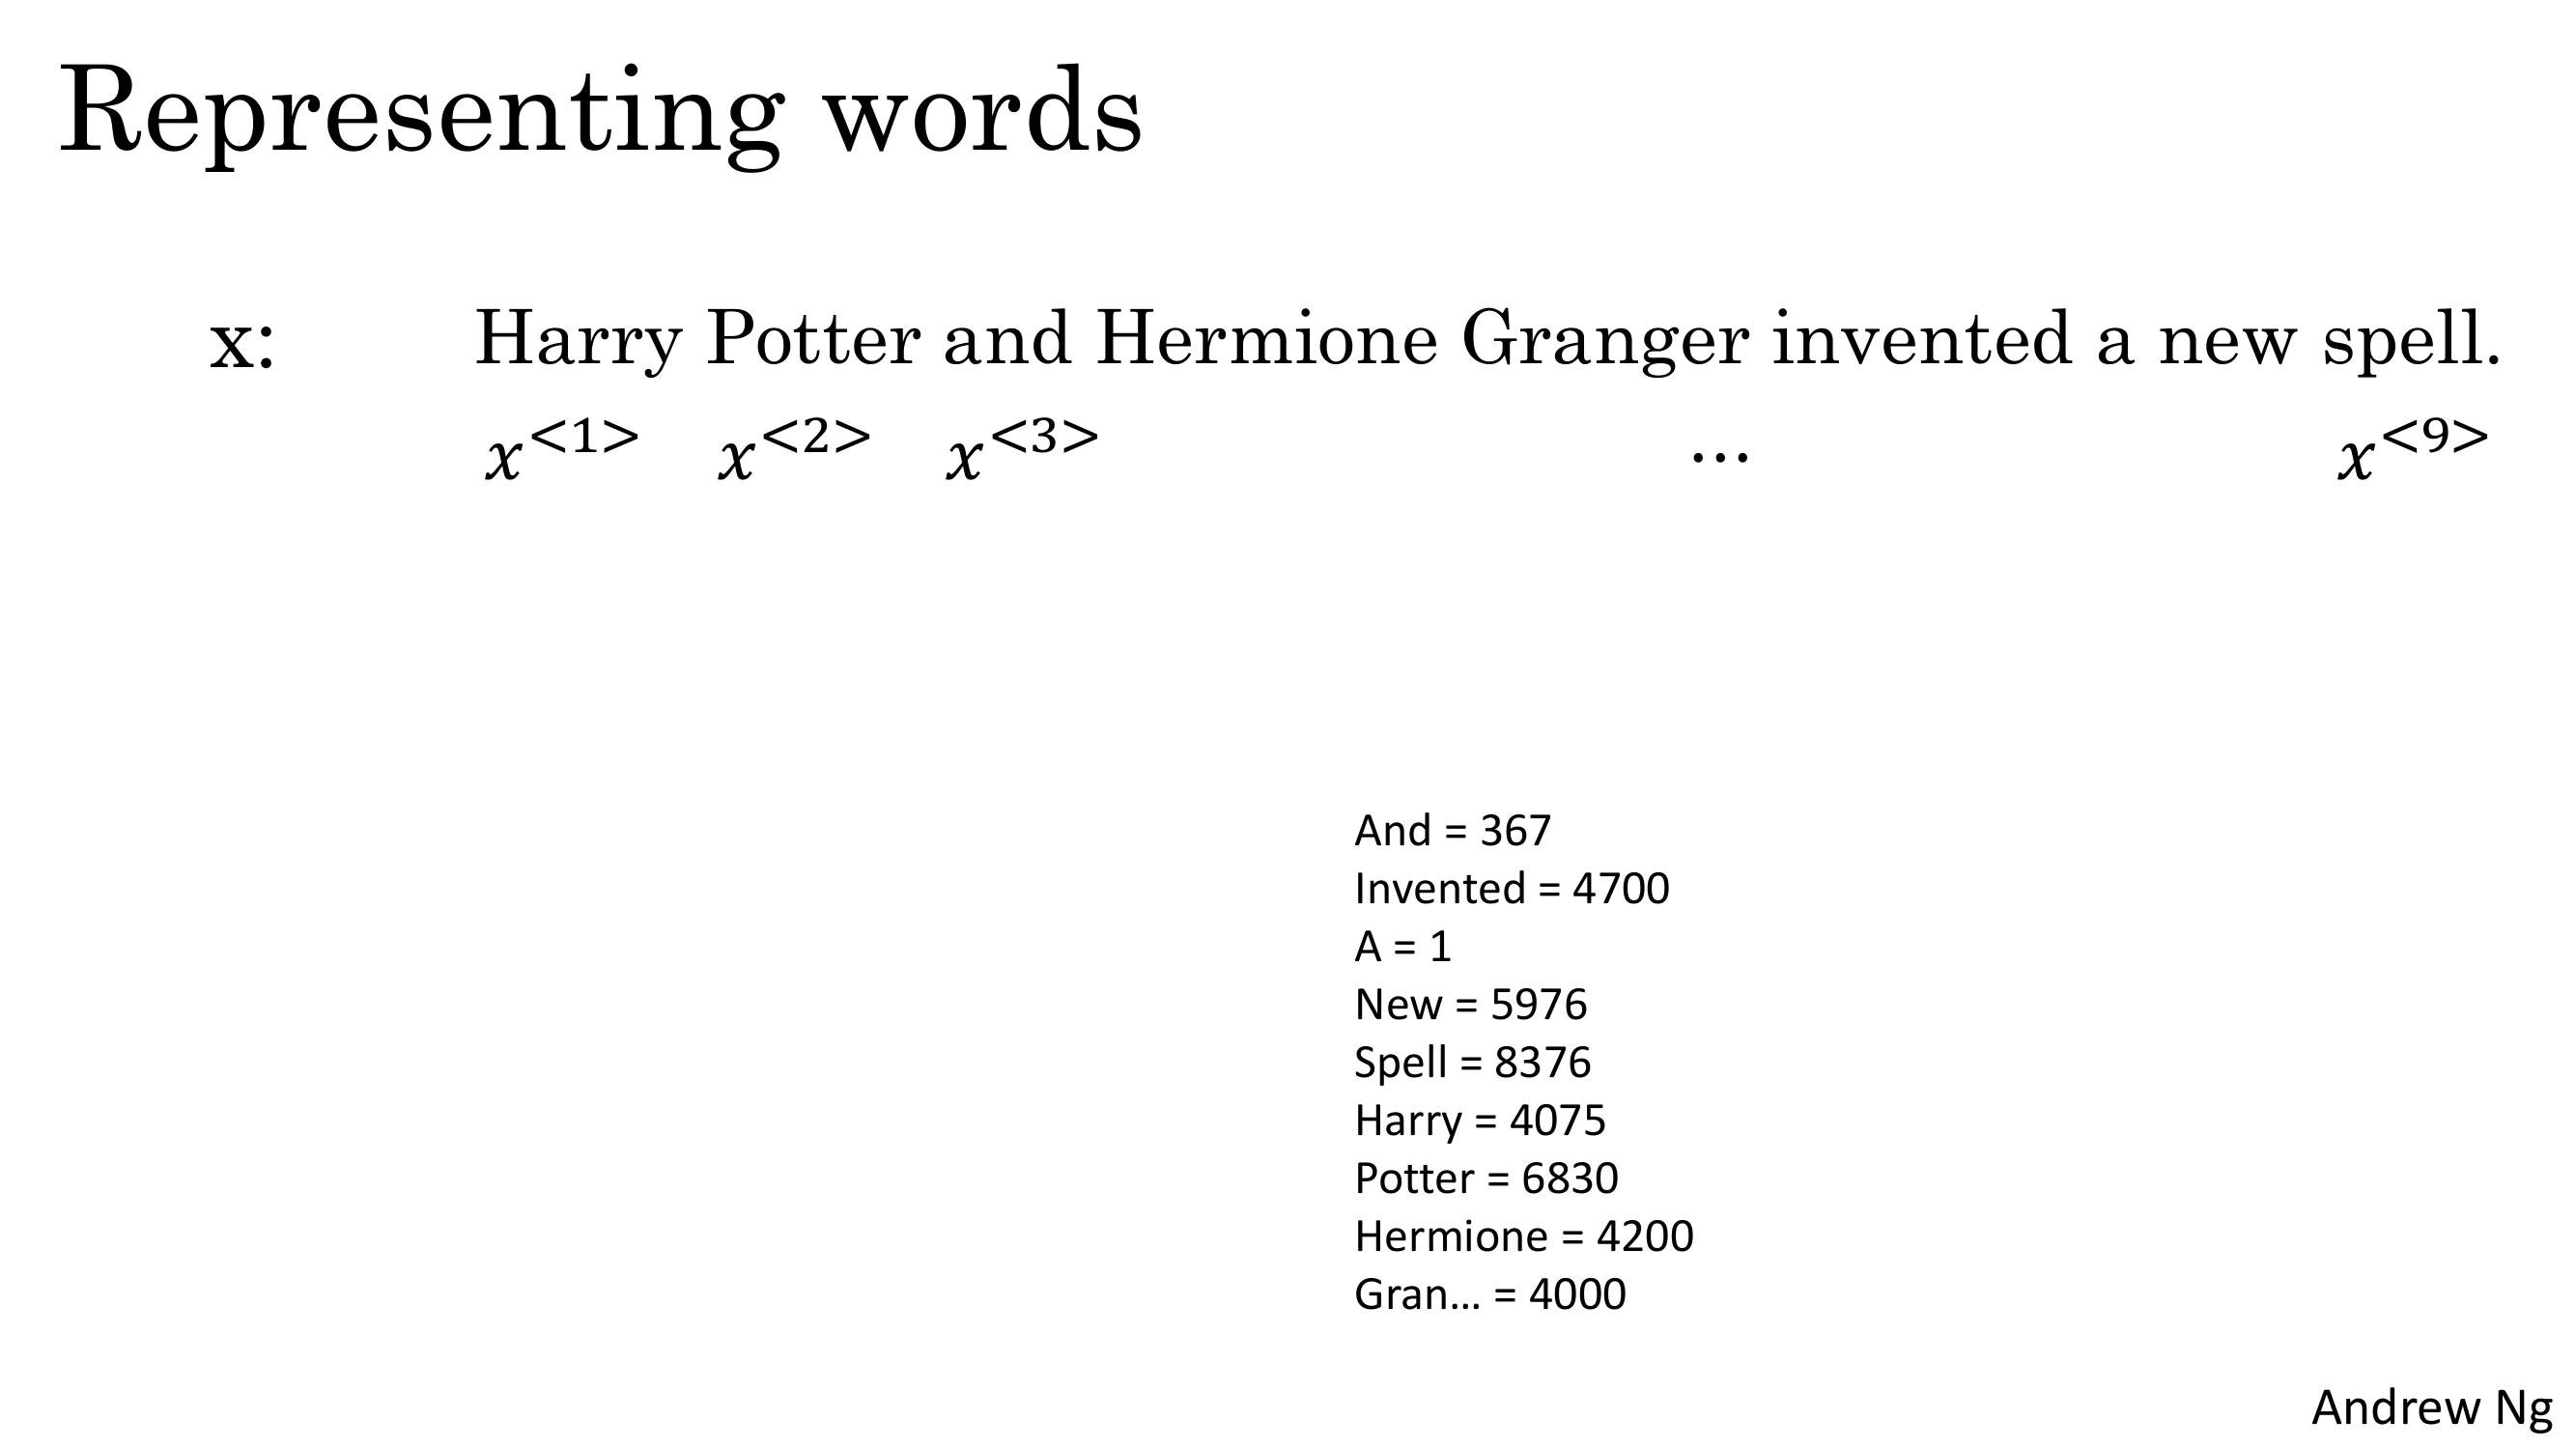 Representing words
x: Harry Potter and Hermione Granger invented a new spell.
x<1> x<2> x<3> ... x<9>
And = 367
Invented = 4700
A = 1
New = 5976
Spell = 8376
Harry = 4075
Potter = 6830
Hermione = 4200
Gran... = 4000
Andrew Ng